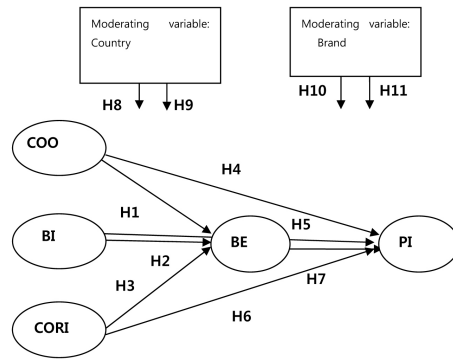 Moderating variable:
Country
Moderating variable:
Brand
H8 H9
H10 H11
COO
H4
H1
BI
BE
H5
PI
H2
H3
H7
CORI
H6